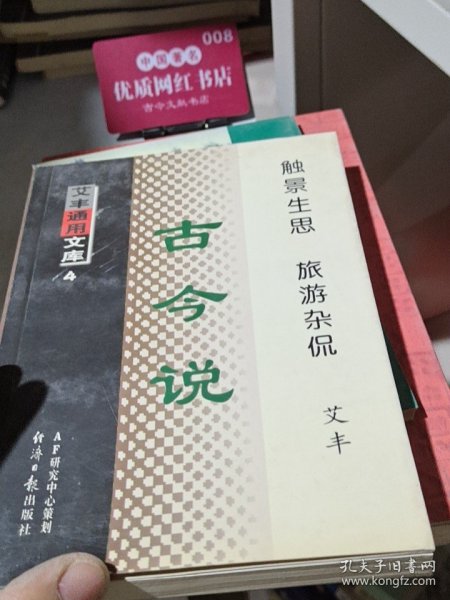 008
中国著名
优质网红书店
古今文献书店
艾丰通用文库
4
古今说
触景生思 旅游杂侃
艾丰
AF研究中心策划
经济日报出版社
孔夫子旧书网
www.kongfz.com